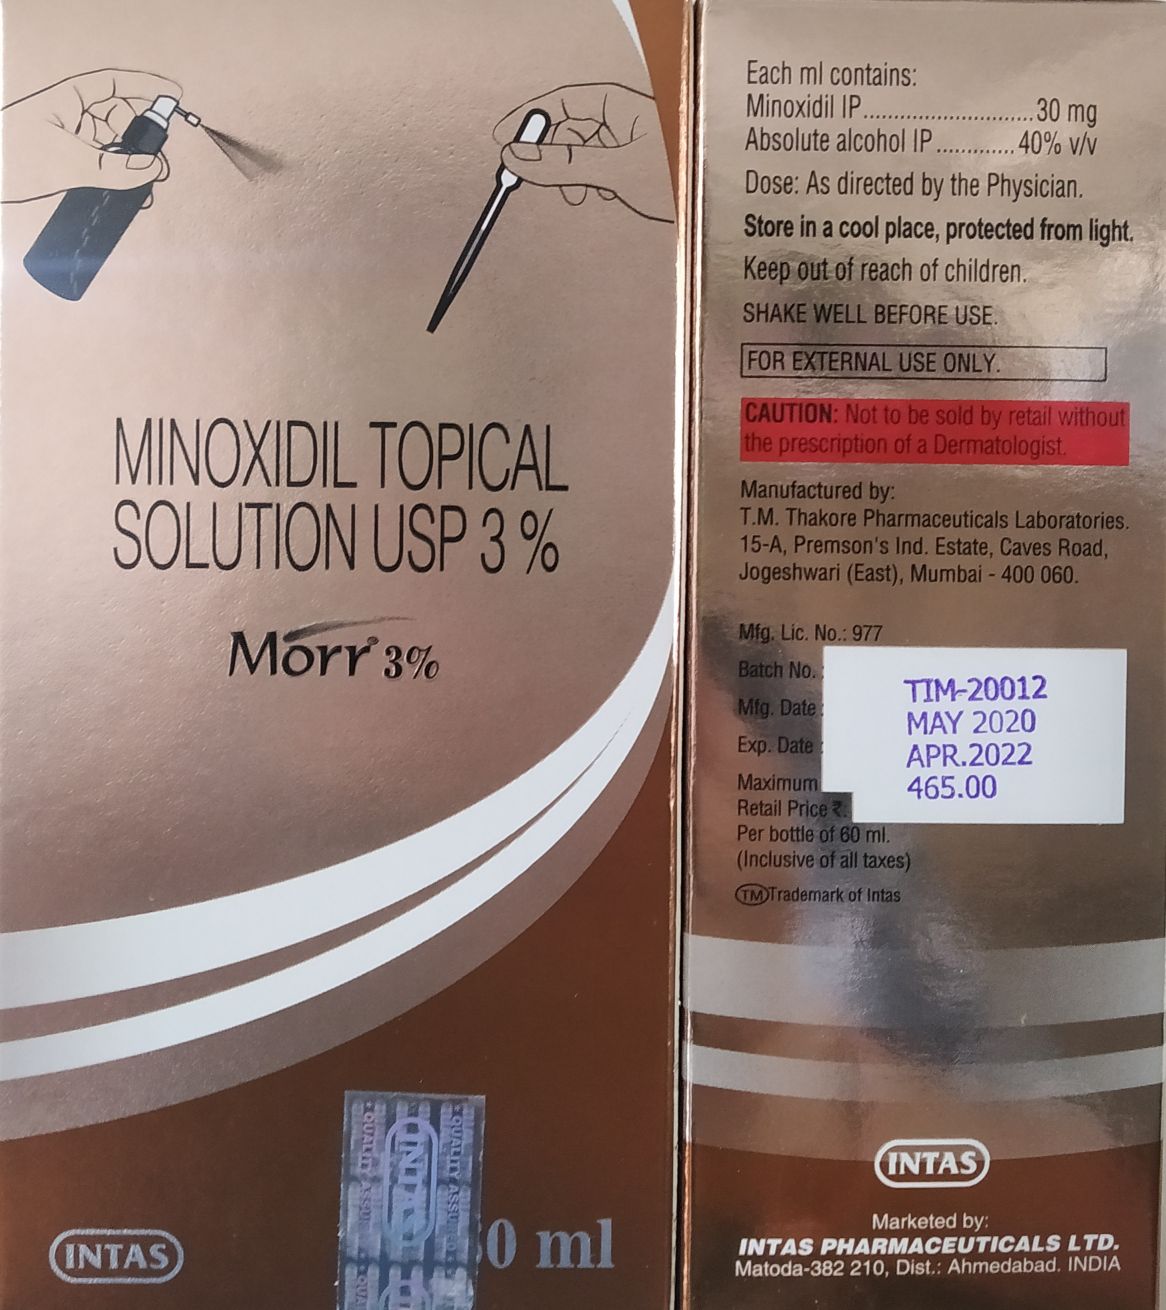 MINOXIDIL TOPICAL
SOLUTION USP 3 %
Morr® 3%
INTAS
QUALITY ASSURED
INTAS
0 ml
Each ml contains:
Minoxidil IP............................30 mg
Absolute alcohol IP .............40% v/v
Dose: As directed by the Physician.
Store in a cool place, protected from light.
Keep out of reach of children.
SHAKE WELL BEFORE USE.
FOR EXTERNAL USE ONLY.
CAUTION: Not to be sold by retail without
the prescription of a Dermatologist.
Manufactured by:
T.M. Thakore Pharmaceuticals Laboratories.
15-A, Premson's Ind. Estate, Caves Road,
Jogeshwari (East), Mumbai - 400 060.
Mfg. Lic. No.: 977
Batch No. : TIM-20012
Mfg. Date : MAY 2020
Exp. Date : APR.2022
Maximum 465.00
Retail Price ₹:
Per bottle of 60 ml.
(Inclusive of all taxes)
TM Trademark of Intas
INTAS
Marketed by:
INTAS PHARMACEUTICALS LTD.
Matoda-382 210, Dist.: Ahmedabad. INDIA